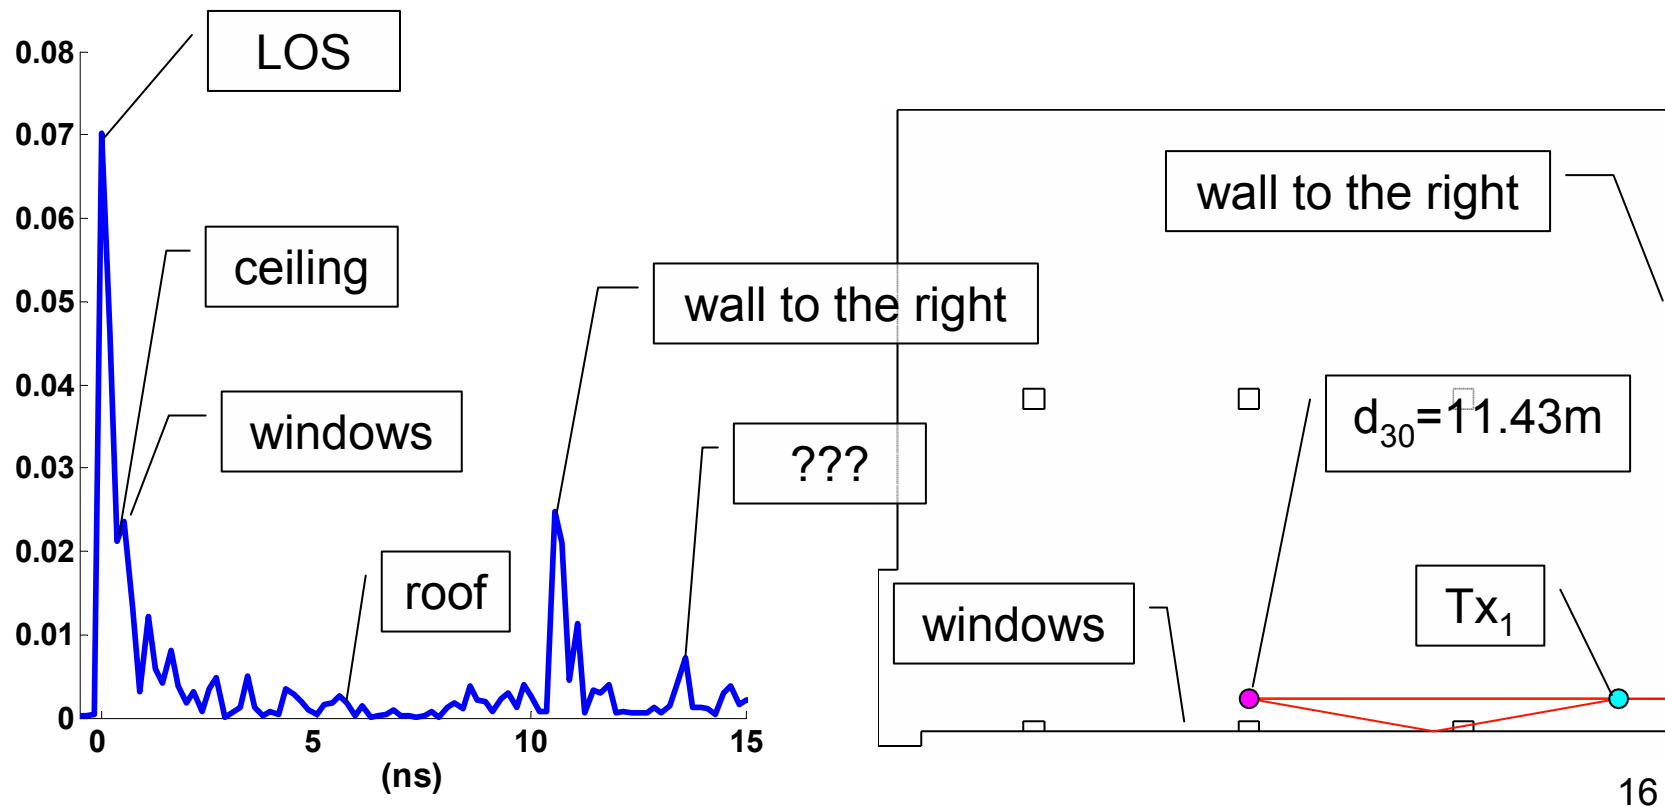 LOS
0.08
0.07
0.06
0.05
0.04
0.03
0.02
0.01
0
ceiling
windows
wall to the right
???
roof
0
5
10
15
(ns)
wall to the right
d30=11.43m
windows
Tx1
16